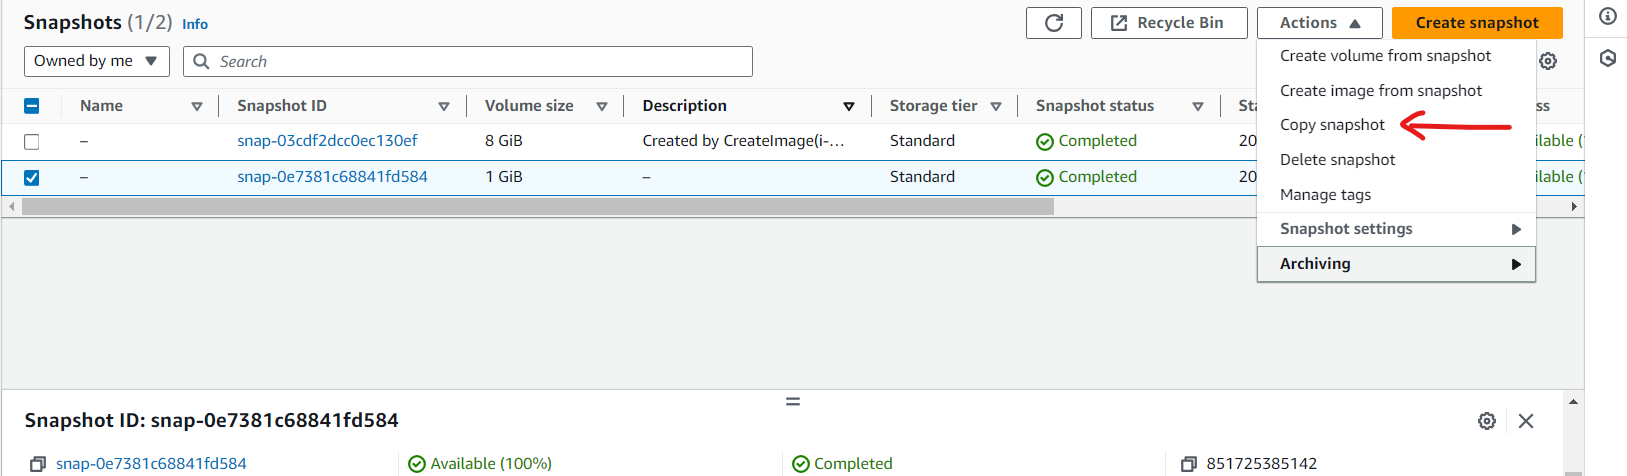 Snapshots (1/2) Info Recycle Bin Actions Create snapshot
Owned by me Search
Create volume from snapshot
Create image from snapshot
Name Snapshot ID Volume size Description Storage tier Snapshot status Sta ss
Copy snapshot
– snap-03cdf2dcc0ec130ef 8 GiB Created by CreateImage(i-... Standard Completed 20 ilable (
Delete snapshot
– snap-0e7381c68841fd584 1 GiB – Standard Completed 20 ilable (
Manage tags
Snapshot settings
Archiving
Snapshot ID: snap-0e7381c68841fd584
snap-0e7381c68841fd584 Available (100%) Completed 851725385142